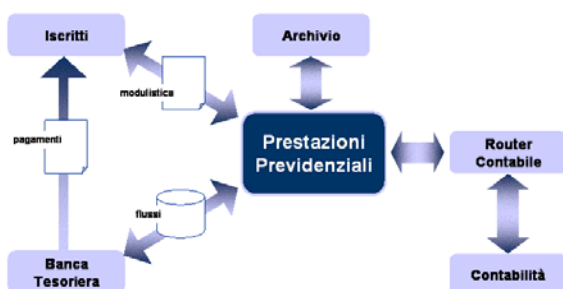 Iscritti
Archivio
modulistica
pagamenti
Prestazioni
Previdenziali
Router
Contabile
flussi
Banca
Tesoriera
Contabilità